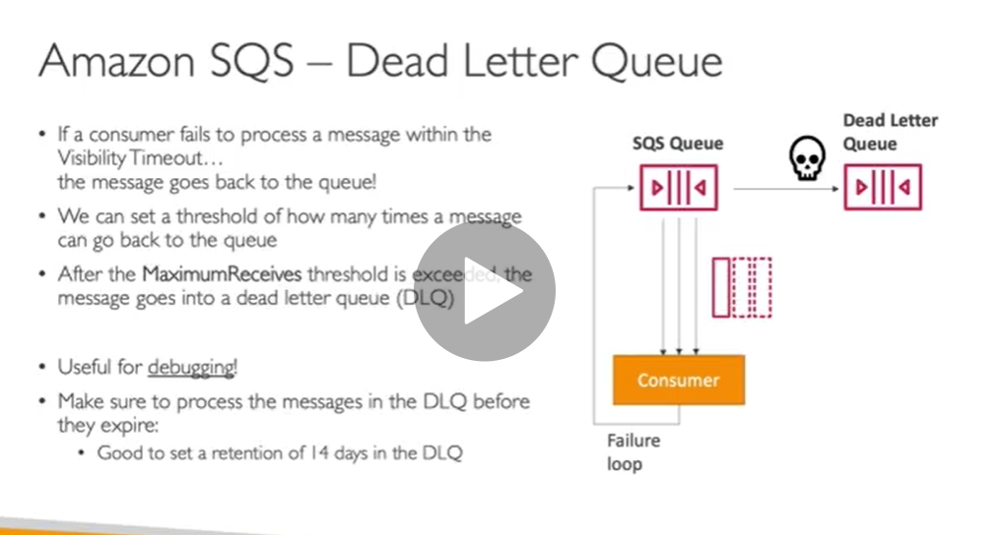 Amazon SQS – Dead Letter Queue
• If a consumer fails to process a message within the
Visibility Timeout…
the message goes back to the queue!
• We can set a threshold of how many times a message
can go back to the queue
• After the MaximumReceives threshold is exceeded, the
message goes into a dead letter queue (DLQ)
• Useful for debugging!
• Make sure to process the messages in the DLQ before
they expire:
• Good to set a retention of 14 days in the DLQ
SQS Queue
Dead Letter
Queue
Consumer
Failure
loop